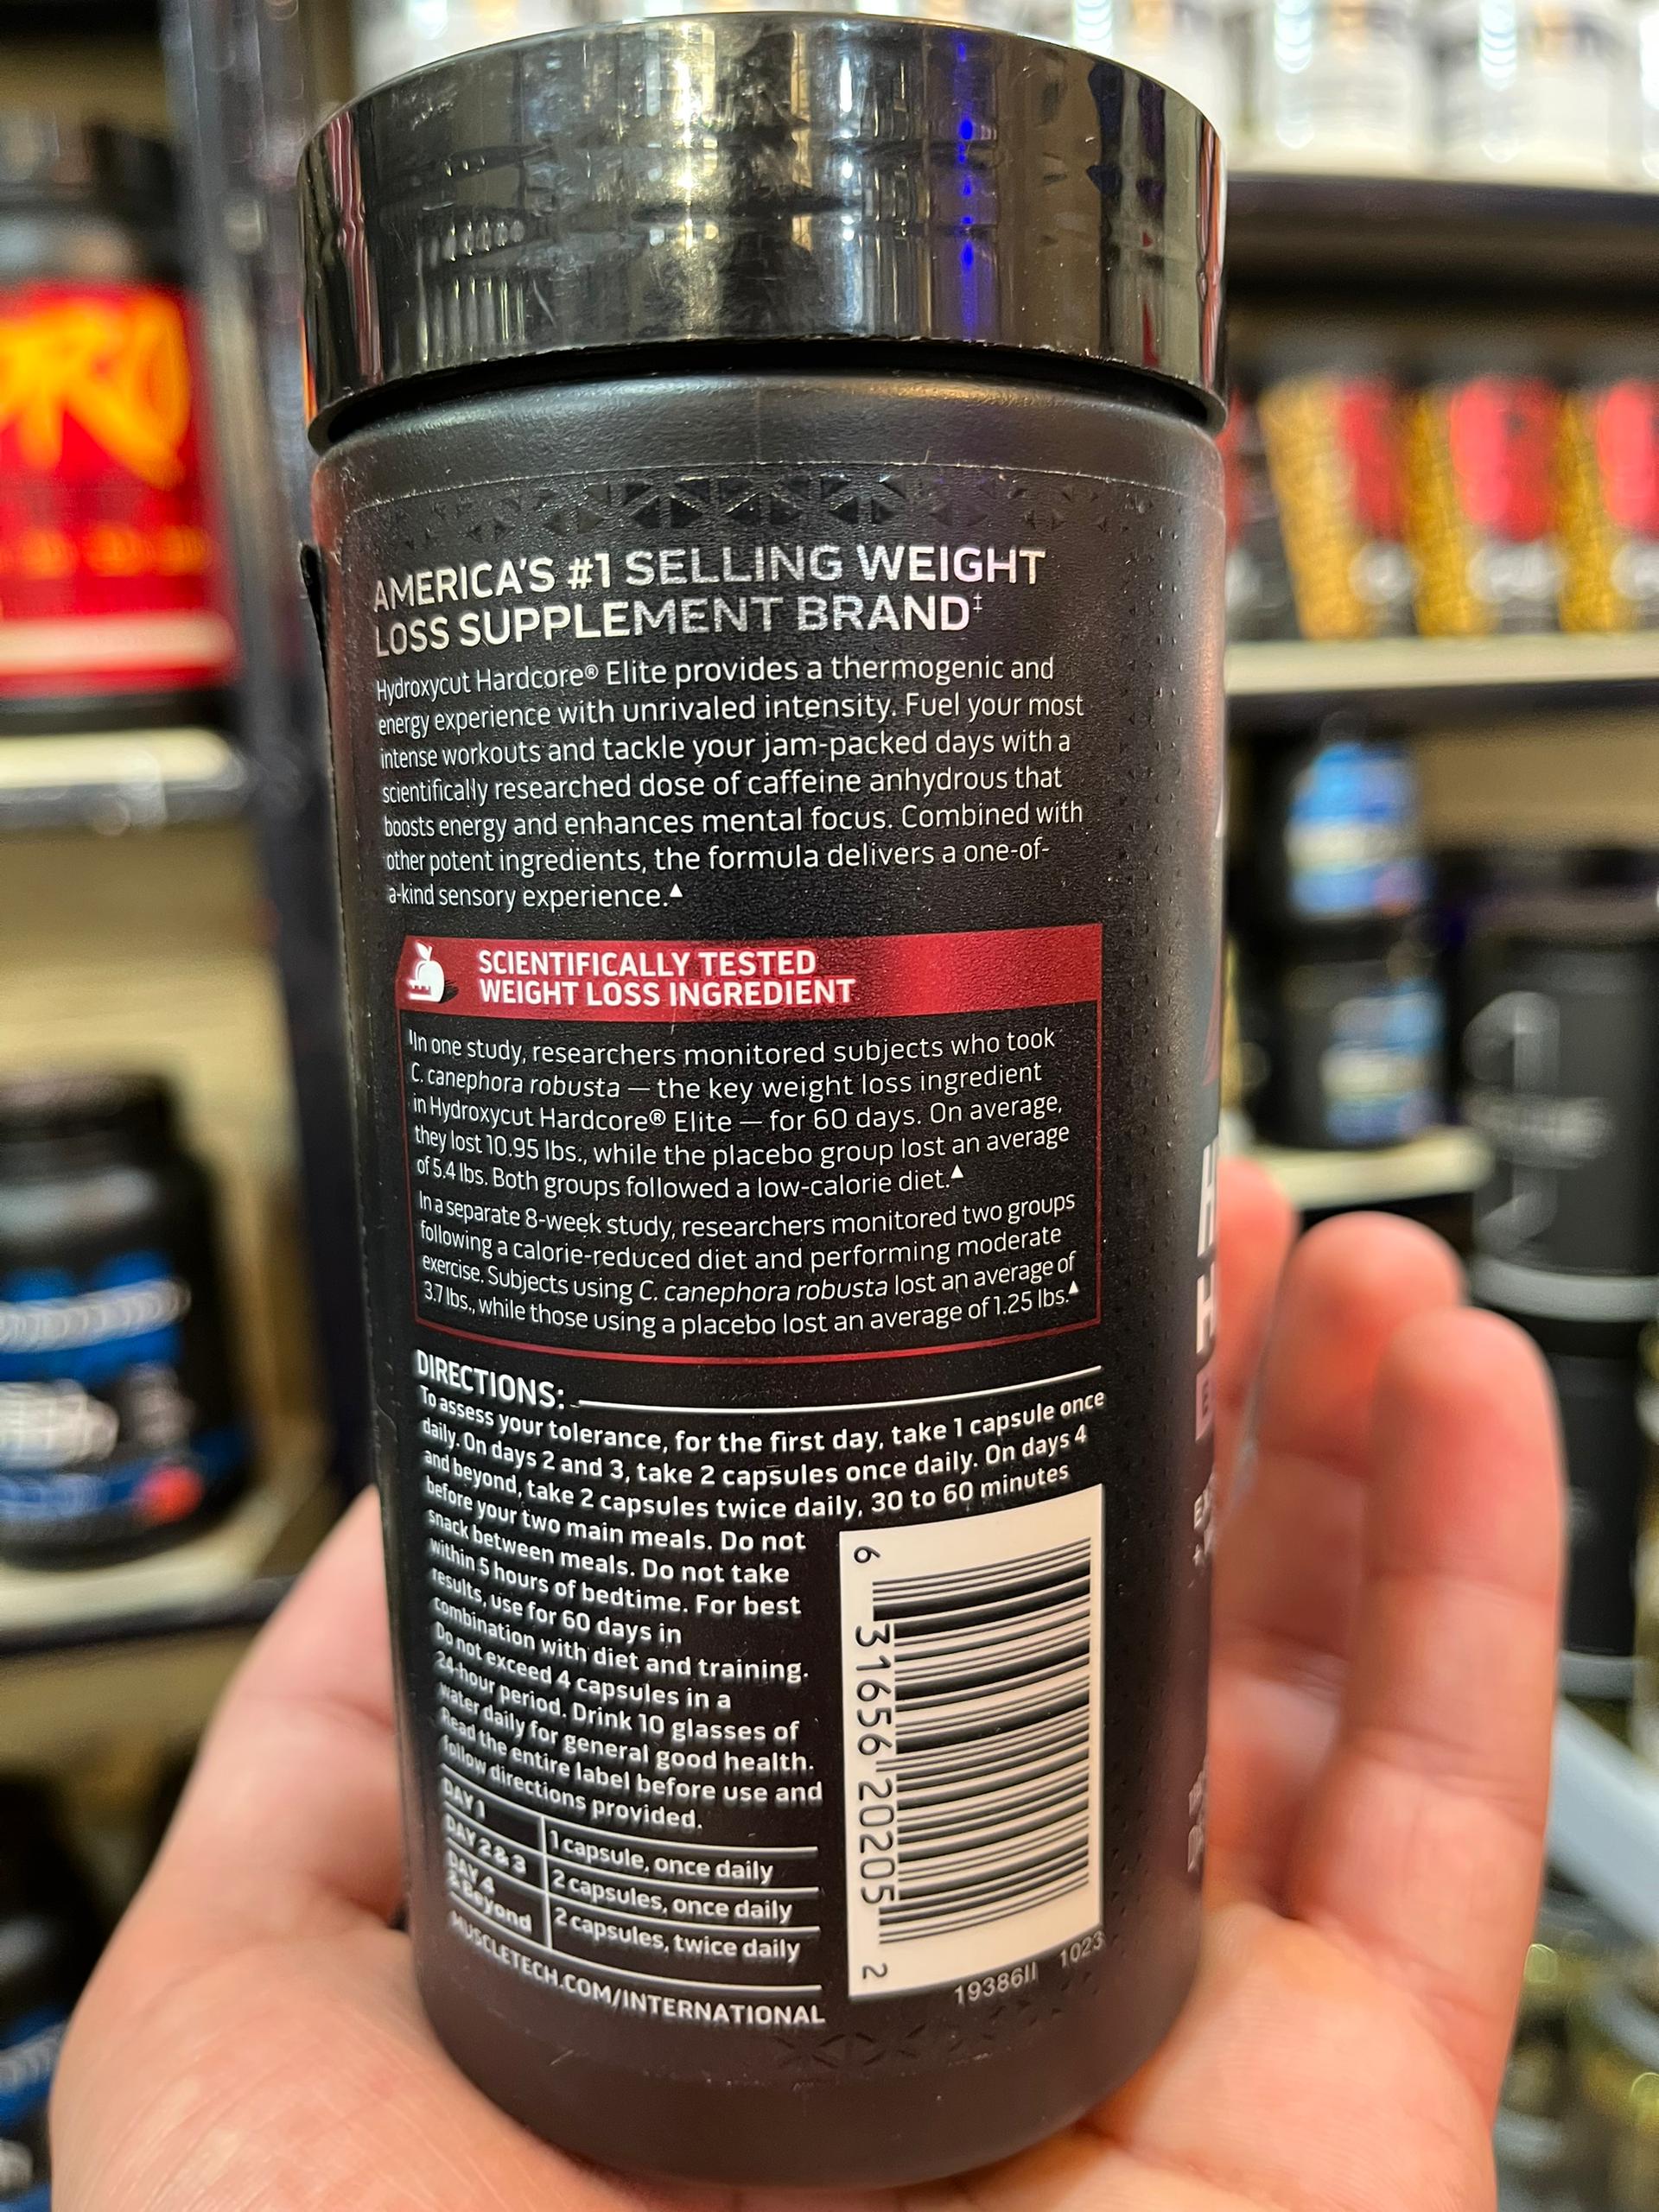 AMERICA'S #1 SELLING WEIGHT
LOSS SUPPLEMENT BRAND‡
Hydroxycut Hardcore® Elite provides a thermogenic and
energy experience with unrivaled intensity. Fuel your most
intense workouts and tackle your jam-packed days with a
scientifically researched dose of caffeine anhydrous that
boosts energy and enhances mental focus. Combined with
other potent ingredients, the formula delivers a one-of-
a-kind sensory experience.▲
SCIENTIFICALLY TESTED
WEIGHT LOSS INGREDIENT
In one study, researchers monitored subjects who took
C. canephora robusta — the key weight loss ingredient
in Hydroxycut Hardcore® Elite — for 60 days. On average,
they lost 10.95 lbs., while the placebo group lost an average
of 5.4 lbs. Both groups followed a low-calorie diet.▲
In a separate 8-week study, researchers monitored two groups
following a calorie-reduced diet and performing moderate
exercise. Subjects using C. canephora robusta lost an average of
3.7 lbs., while those using a placebo lost an average of 1.25 lbs.▲
DIRECTIONS:
To assess your tolerance, for the first day, take 1 capsule once
daily. On days 2 and 3, take 2 capsules once daily. On days 4
and beyond, take 2 capsules twice daily, 30 to 60 minutes
before your two main meals. Do not
snack between meals. Do not take
within 5 hours of bedtime. For best
results, use for 60 days in
combination with diet and training.
Do not exceed 4 capsules in a
24-hour period. Drink 10 glasses of
water daily for general good health.
Read the entire label before use and
follow directions provided.
DAY 1 1 capsule, once daily
DAY 2 & 3 2 capsules, once daily
DAY 4
& Beyond 2 capsules, twice daily
MUSCLETECH.COM/INTERNATIONAL
6 31656 20205 2
19386II 1023